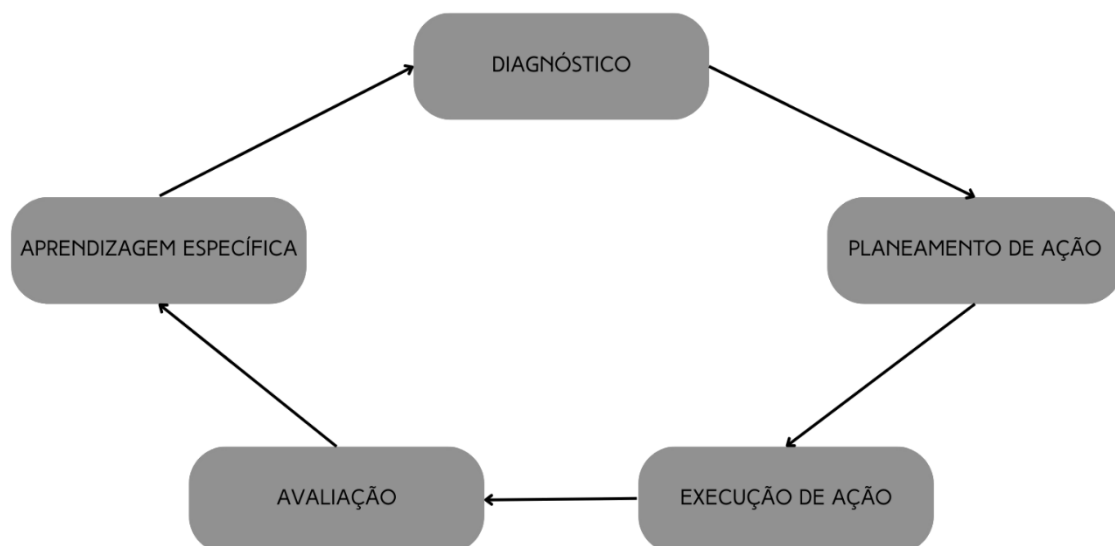 DIAGNÓSTICO
PLANEAMENTO DE AÇÃO
EXECUÇÃO DE AÇÃO
AVALIAÇÃO
APRENDIZAGEM ESPECÍFICA